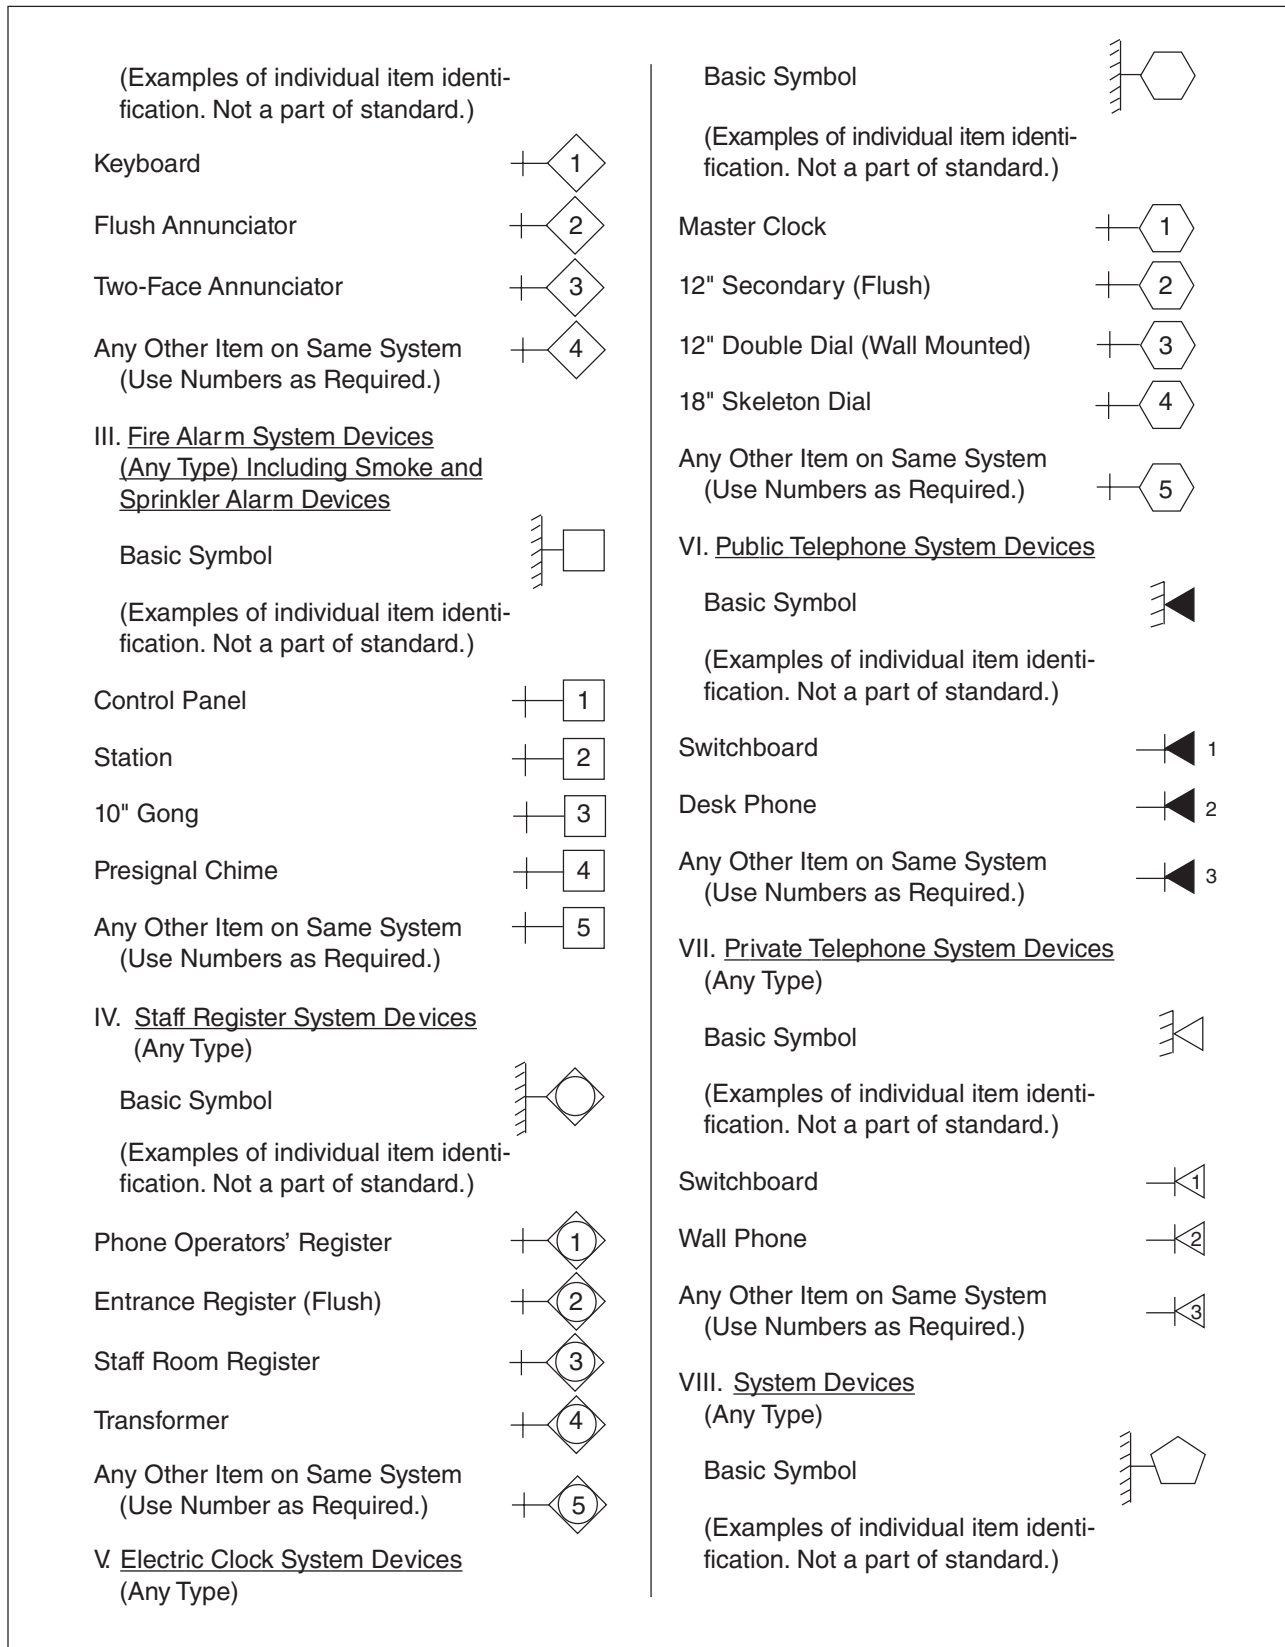 (Examples of individual item identi-
fication. Not a part of standard.)
Keyboard 1
Flush Annunciator 2
Two-Face Annunciator 3
Any Other Item on Same System 4
(Use Numbers as Required.)
III. Fire Alarm System Devices
(Any Type) Including Smoke and
Sprinkler Alarm Devices
Basic Symbol
(Examples of individual item identi-
fication. Not a part of standard.)
Control Panel 1
Station 2
10" Gong 3
Presignal Chime 4
Any Other Item on Same System 5
(Use Numbers as Required.)
IV. Staff Register System Devices
(Any Type)
Basic Symbol
(Examples of individual item identi-
fication. Not a part of standard.)
Phone Operators’ Register 1
Entrance Register (Flush) 2
Staff Room Register 3
Transformer 4
Any Other Item on Same System
(Use Number as Required.) 5
V. Electric Clock System Devices
(Any Type)
Basic Symbol
(Examples of individual item identi-
fication. Not a part of standard.)
Master Clock 1
12" Secondary (Flush) 2
12" Double Dial (Wall Mounted) 3
18" Skeleton Dial 4
Any Other Item on Same System
(Use Numbers as Required.) 5
VI. Public Telephone System Devices
Basic Symbol
(Examples of individual item identi-
fication. Not a part of standard.)
Switchboard 1
Desk Phone 2
Any Other Item on Same System
(Use Numbers as Required.) 3
VII. Private Telephone System Devices
(Any Type)
Basic Symbol
(Examples of individual item identi-
fication. Not a part of standard.)
Switchboard 1
Wall Phone 2
Any Other Item on Same System
(Use Numbers as Required.) 3
VIII. System Devices
(Any Type)
Basic Symbol
(Examples of individual item identi-
fication. Not a part of standard.)